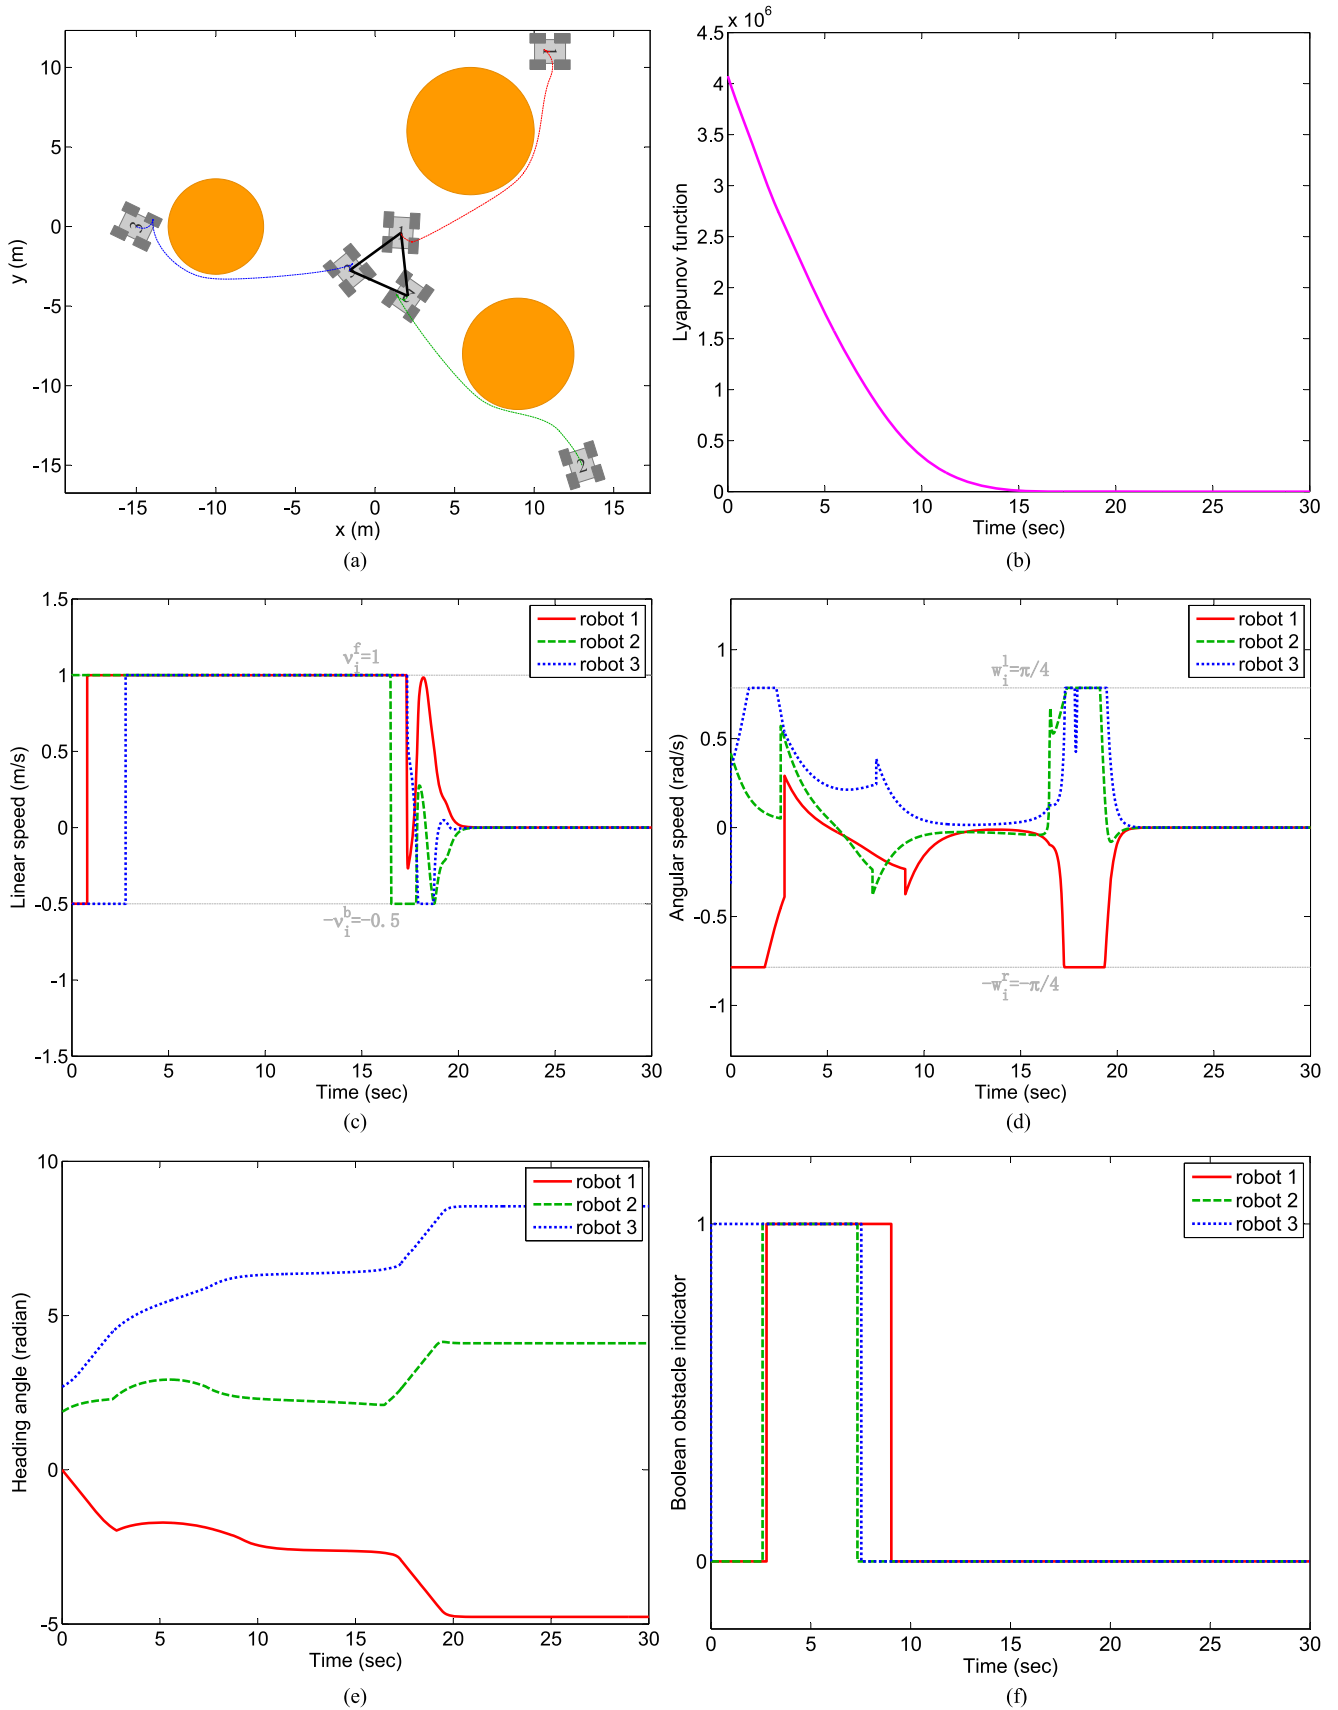 10
5
0
-5
-10
-15
y (m)
-15
-10
-5
0
5
10
15
x (m)
1
3
1
3
2
2
(a)
× 10^6
4.5
4
3.5
3
2.5
2
1.5
1
0.5
0
Lyapunov function
0
5
10
15
20
25
30
Time (sec)
(b)
1.5
1
0.5
0
-0.5
-1
-1.5
Linear speed (m/s)
robot 1
robot 2
robot 3
v_i^f=1
-v_i^b=-0.5
0
5
10
15
20
25
30
Time (sec)
(c)
1
0.5
0
-0.5
-1
Angular speed (rad/s)
robot 1
robot 2
robot 3
w_i^l=π/4
-w_i^r=-π/4
0
5
10
15
20
25
30
Time (sec)
(d)
10
5
0
-5
Heading angle (radian)
robot 1
robot 2
robot 3
0
5
10
15
20
25
30
Time (sec)
(e)
1
0
Boolean obstacle indicator
robot 1
robot 2
robot 3
0
5
10
15
20
25
30
Time (sec)
(f)